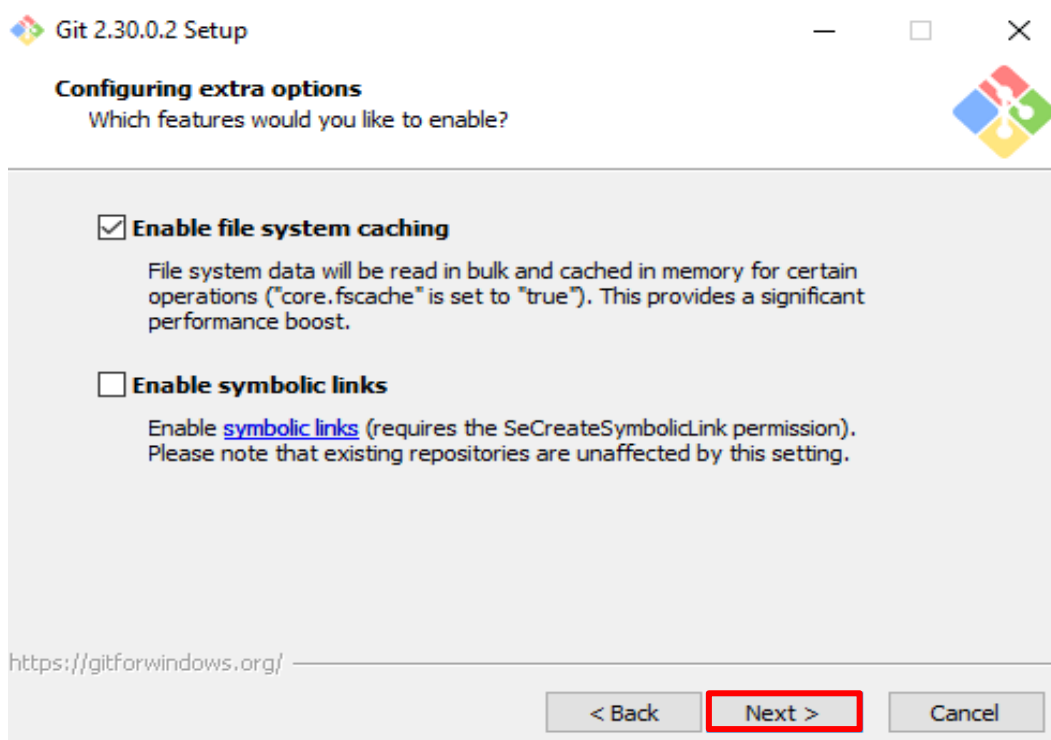 Git 2.30.0.2 Setup
Configuring extra options
Which features would you like to enable?
Enable file system caching
File system data will be read in bulk and cached in memory for certain
operations ("core.fscache" is set to "true"). This provides a significant
performance boost.
Enable symbolic links
Enable symbolic links (requires the SeCreateSymbolicLink permission).
Please note that existing repositories are unaffected by this setting.
https://gitforwindows.org/
< Back Next > Cancel